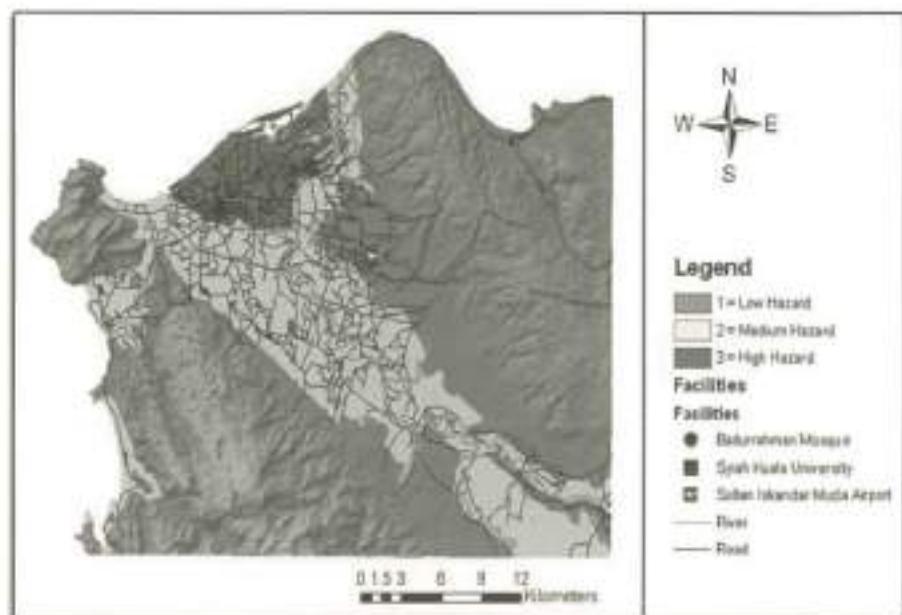 N
W E
S
Legend
1 = Low Hazard
2 = Medium Hazard
3 = High Hazard
Facilities
Facilities
Baiturrahman Mosque
Syiah Kuala University
Sultan Iskandar Muda Airport
River
Road
0 1.5 3 6 9 12
Kilometers